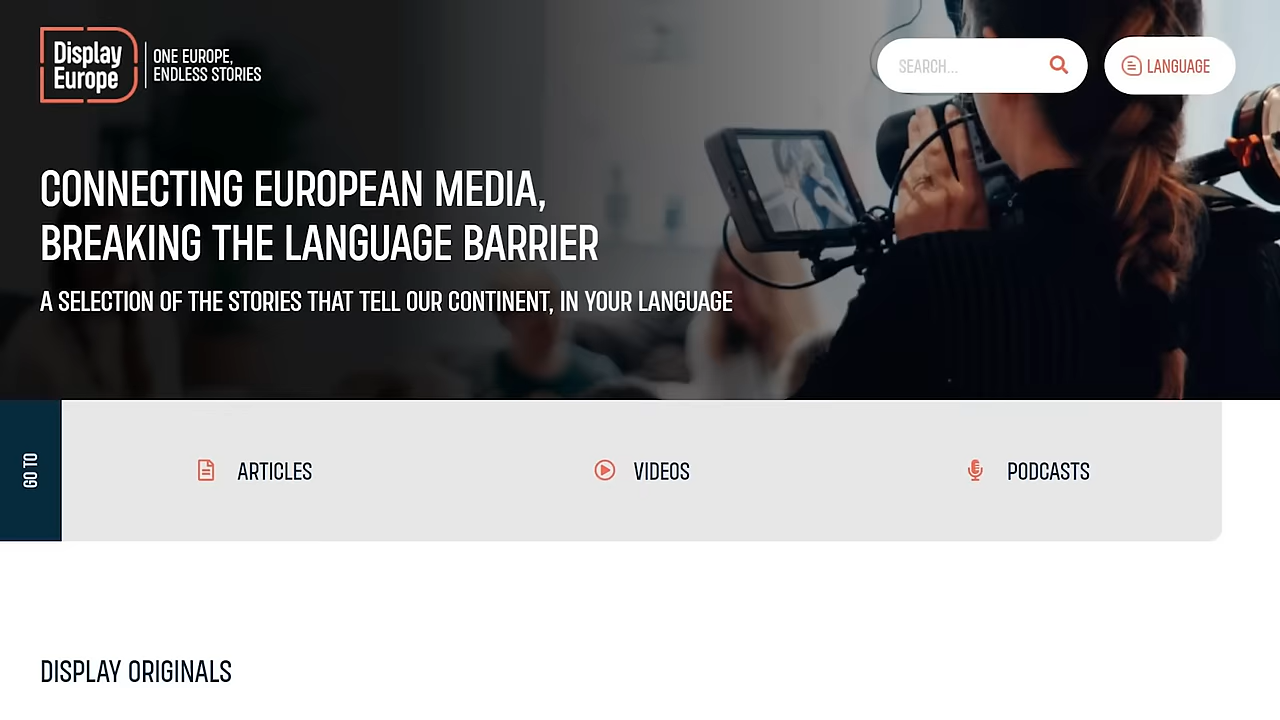 Display
Europe
ONE EUROPE,
ENDLESS STORIES
SEARCH...
LANGUAGE
CONNECTING EUROPEAN MEDIA,
BREAKING THE LANGUAGE BARRIER
A SELECTION OF THE STORIES THAT TELL OUR CONTINENT, IN YOUR LANGUAGE
GO TO
ARTICLES
VIDEOS
PODCASTS
DISPLAY ORIGINALS